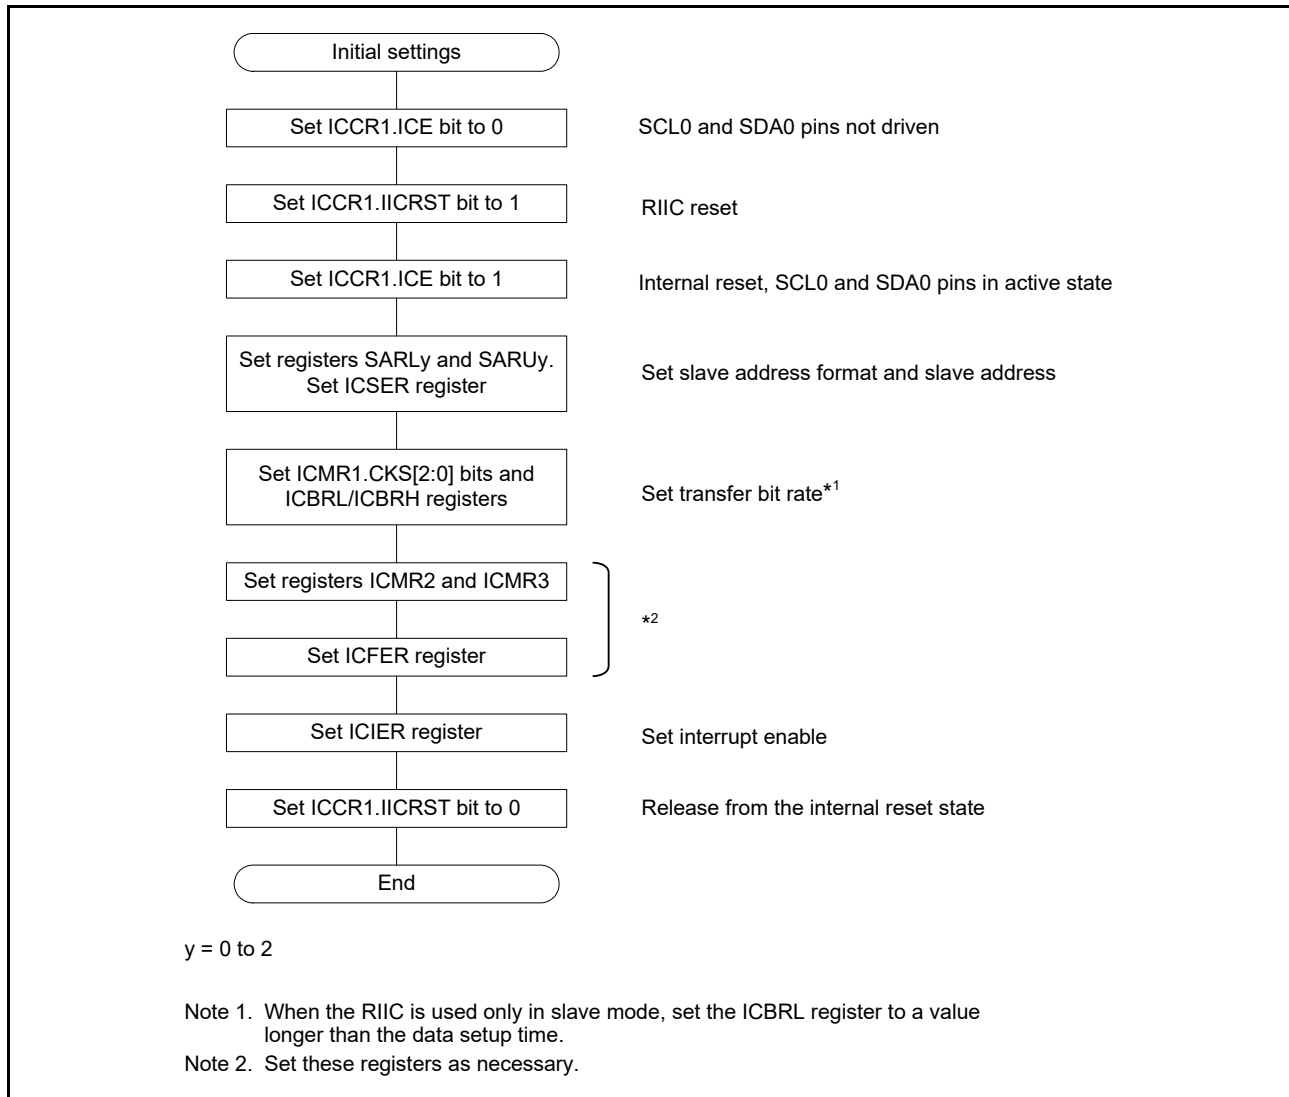 Initial settings
Set ICCR1.ICE bit to 0
SCL0 and SDA0 pins not driven
Set ICCR1.IICRST bit to 1
RIIC reset
Set ICCR1.ICE bit to 1
Internal reset, SCL0 and SDA0 pins in active state
Set registers SARLy and SARUy.
Set ICSER register
Set slave address format and slave address
Set ICMR1.CKS[2:0] bits and
ICBRL/ICBRH registers
Set transfer bit rate*1
Set registers ICMR2 and ICMR3
*2
Set ICFER register
Set ICIER register
Set interrupt enable
Set ICCR1.IICRST bit to 0
Release from the internal reset state
End
y = 0 to 2
Note 1. When the RIIC is used only in slave mode, set the ICBRL register to a value
longer than the data setup time.
Note 2. Set these registers as necessary.